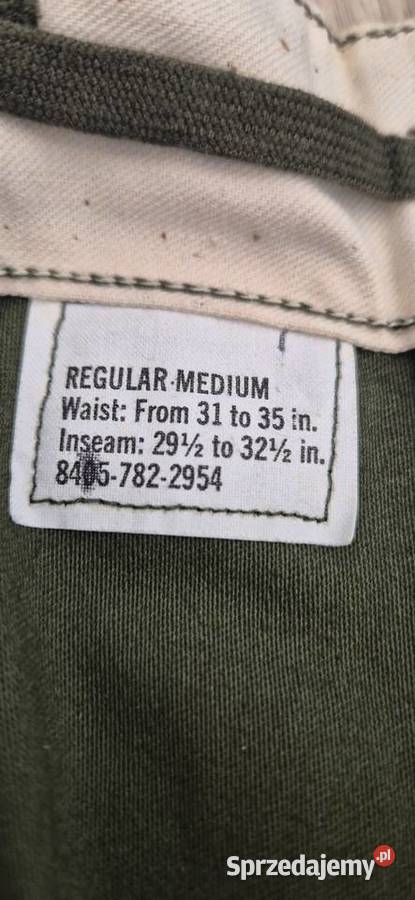 REGULAR-MEDIUM
Waist: From 31 to 35 in.
Inseam: 29½ to 32½ in.
8405-782-2954
Sprzedajemy.pl